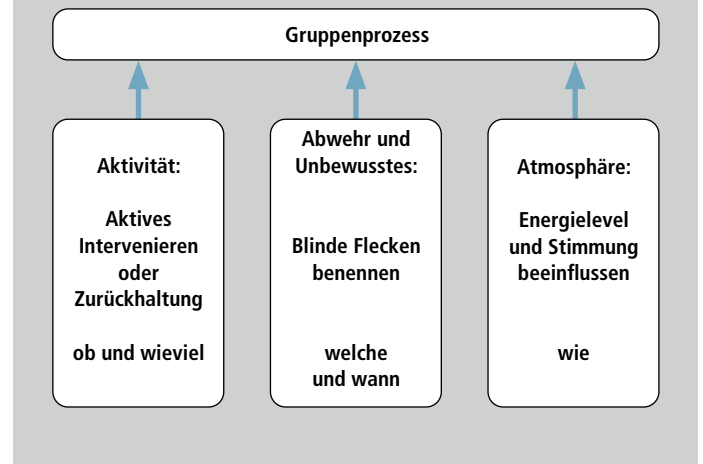 Gruppenprozess
Aktivität:
Aktives
Intervenieren
oder
Zurückhaltung
ob und wieviel
Abwehr und
Unbewusstes:
Blinde Flecken
benennen
welche
und wann
Atmosphäre:
Energielevel
und Stimmung
beeinflussen
wie